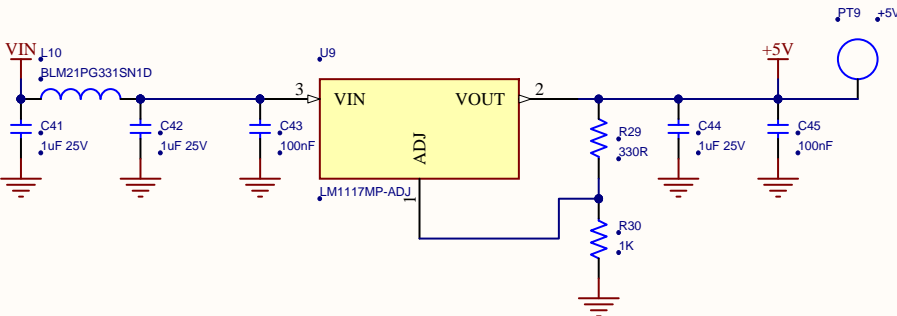 PT9 +5V
VIN L10
BLM21PG331SN1D
U9
+5V
3 VIN VOUT 2
C41
1uF 25V
C42
1uF 25V
C43
100nF
ADJ
R29
330R
C44
1uF 25V
C45
100nF
LM1117MP-ADJ
1
R30
1K